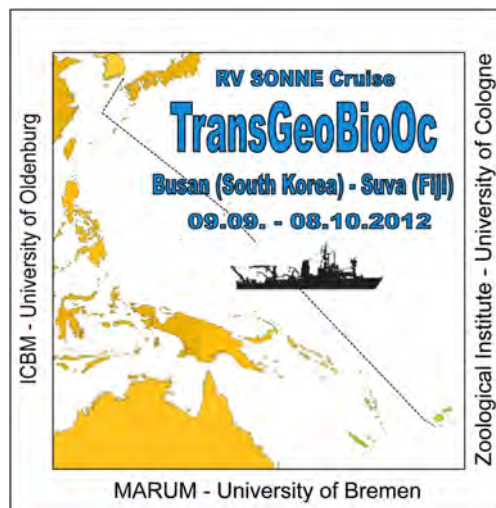 RV SONNE Cruise
TransGeoBioOc
Busan (South Korea) - Suva (Fiji)
09.09. - 08.10.2012
ICBM - University of Oldenburg
Zoological Institute - University of Cologne
MARUM - University of Bremen